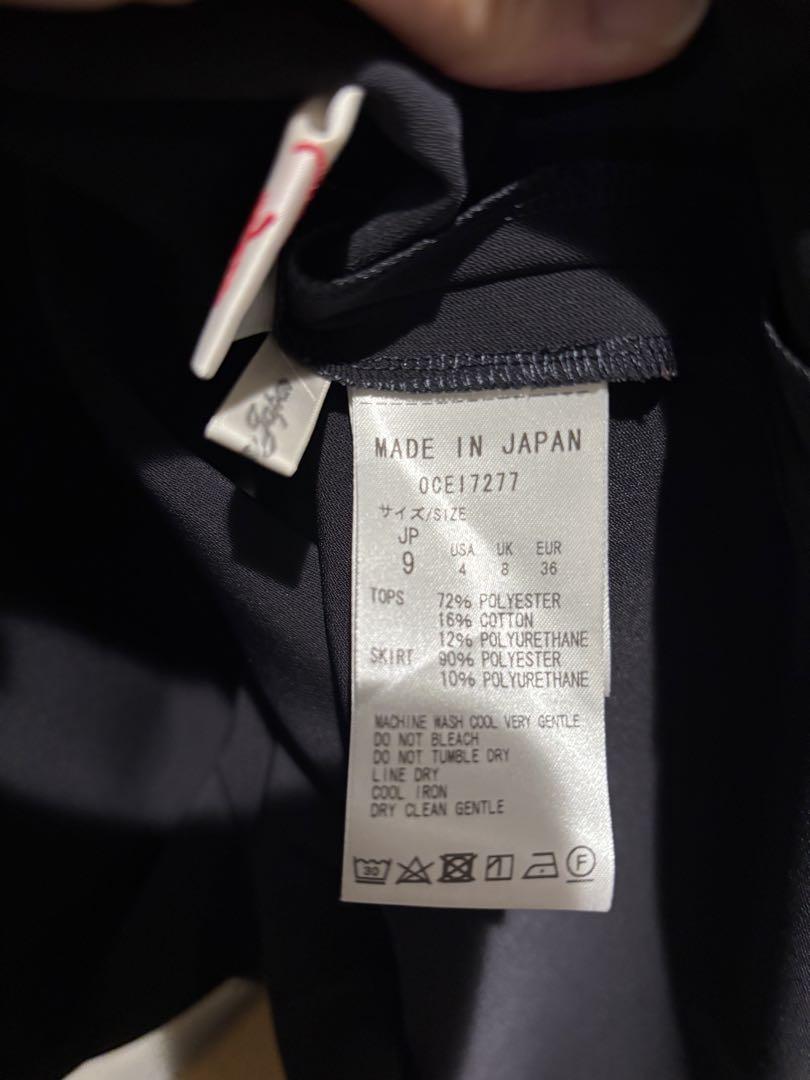 MADE IN JAPAN
OCE17277
サイズ/SIZE
JP USA UK EUR
9 4 8 36
TOPS 72% POLYESTER
16% COTTON
12% POLYURETHANE
SKIRT 90% POLYESTER
10% POLYURETHANE
MACHINE WASH COOL VERY GENTLE
DO NOT BLEACH
DO NOT TUMBLE DRY
LINE DRY
COOL IRON
DRY CLEAN GENTLE
30
F